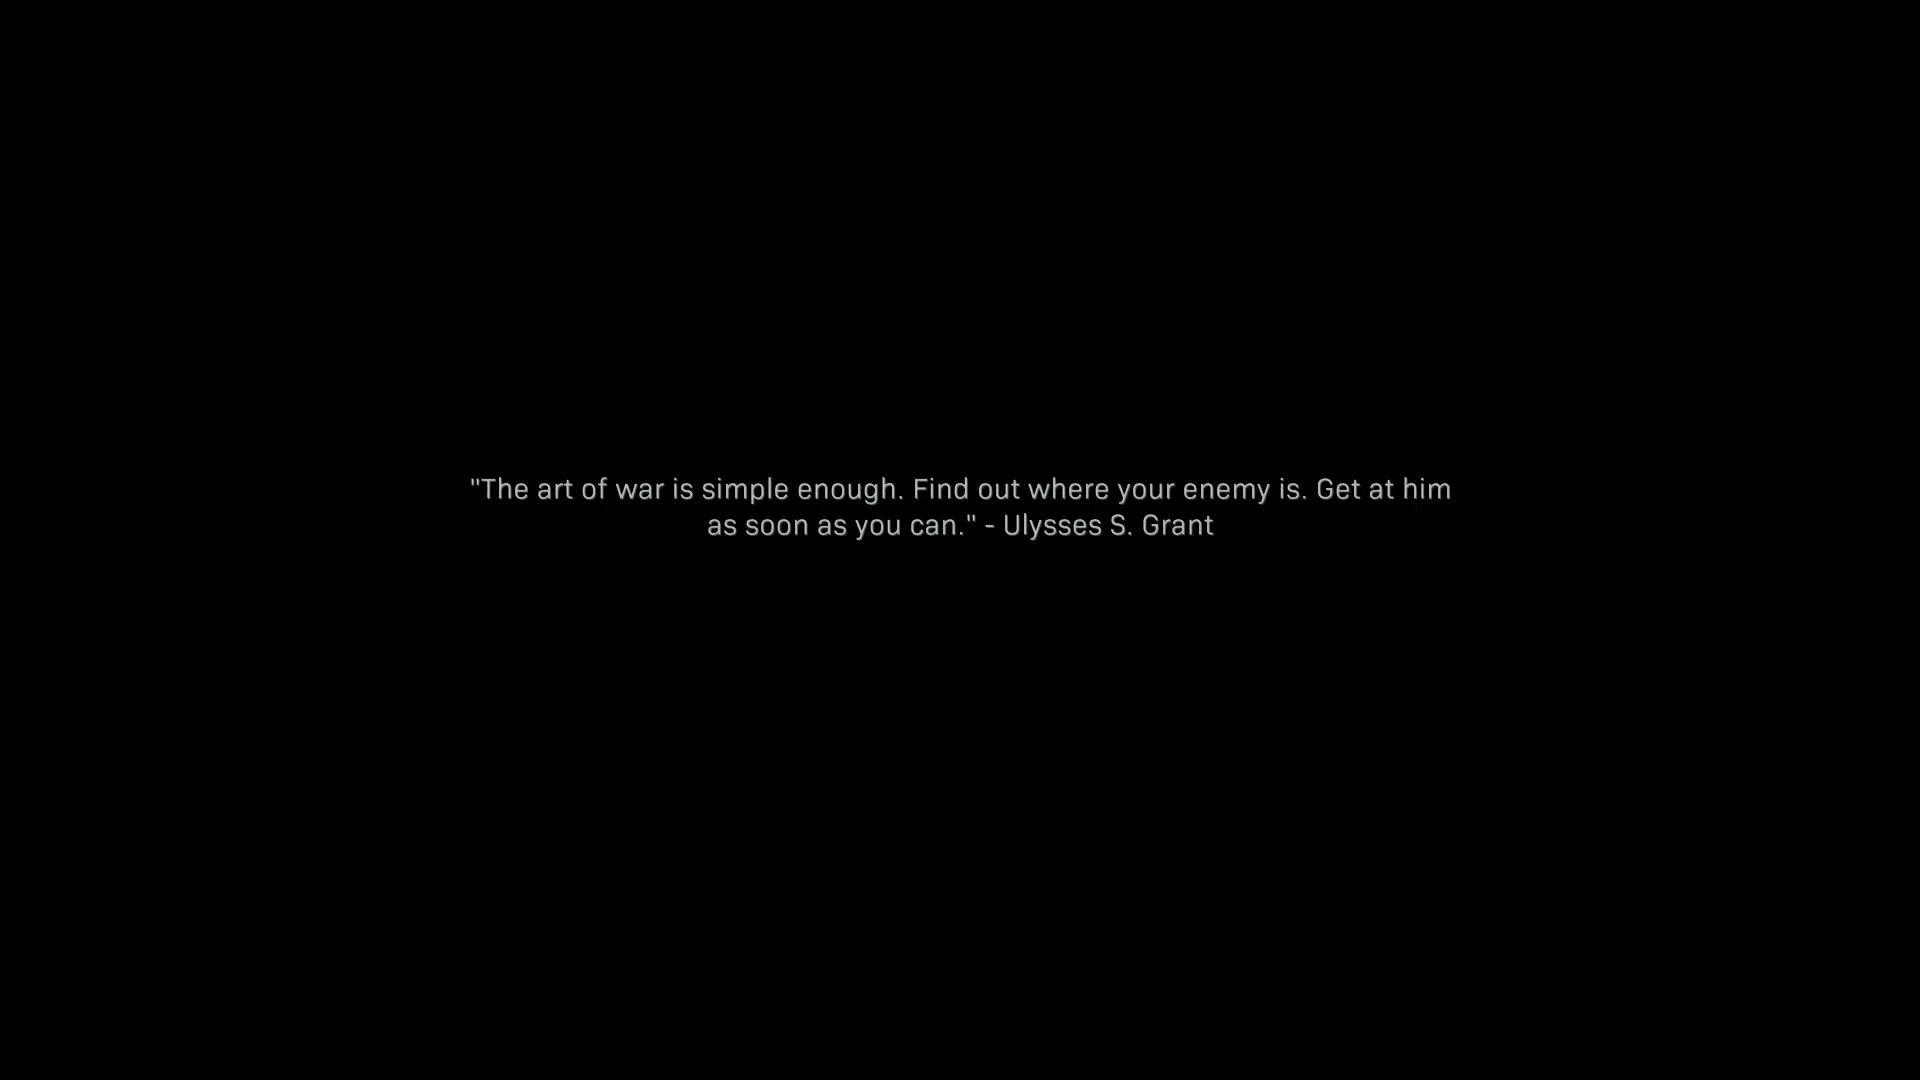 "The art of war is simple enough. Find out where your enemy is. Get at him
as soon as you can." - Ulysses S. Grant